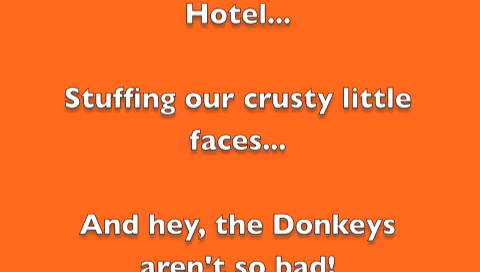 Hotel...
Stuffing our crusty little
faces...
And hey, the Donkeys
aren't so bad!